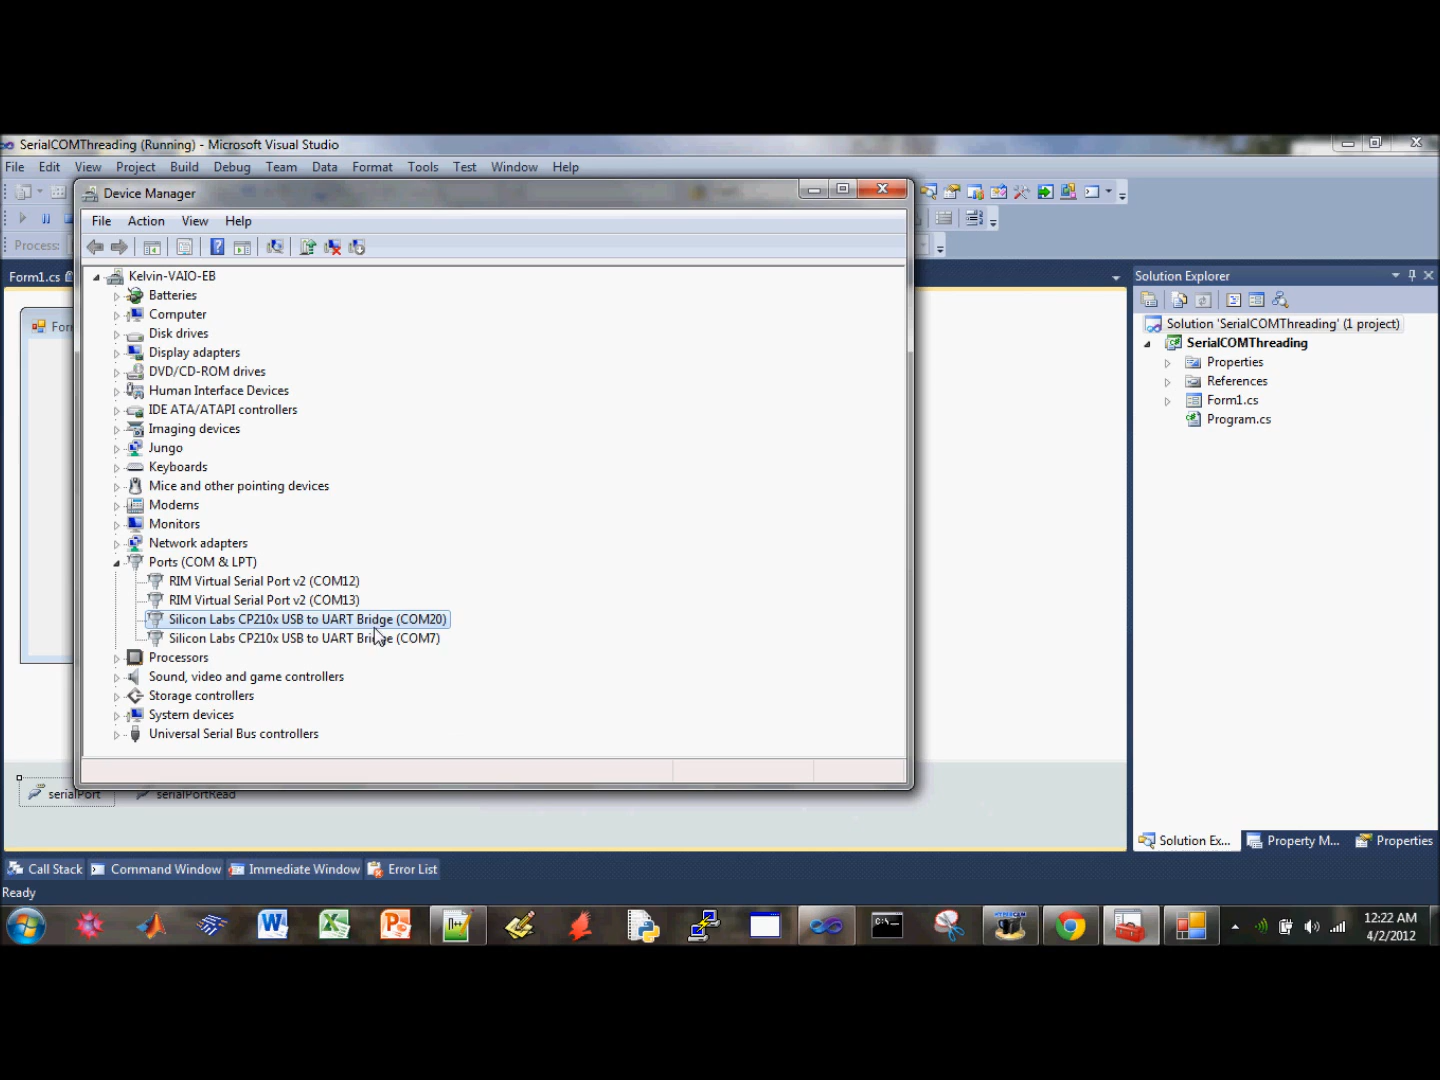 SerialCOMThreading (Running) - Microsoft Visual Studio
File Edit View Project Build Debug Team Data Format Tools Test Window Help
Device Manager
File Action View Help
Process:
Form1.cs
Kelvin-VAIO-EB
Batteries
Computer
Disk drives
Display adapters
DVD/CD-ROM drives
Human Interface Devices
IDE ATA/ATAPI controllers
Imaging devices
Jungo
Keyboards
Mice and other pointing devices
Modems
Monitors
Network adapters
Ports (COM & LPT)
RIM Virtual Serial Port v2 (COM12)
RIM Virtual Serial Port v2 (COM13)
Silicon Labs CP210x USB to UART Bridge (COM20)
Silicon Labs CP210x USB to UART Bridge (COM7)
Processors
Sound, video and game controllers
Storage controllers
System devices
Universal Serial Bus controllers
Solution Explorer
Solution 'SerialCOMThreading' (1 project)
SerialCOMThreading
Properties
References
Form1.cs
Program.cs
serialPort serialPortRead
Solution Ex... Property M... Properties
Call Stack Command Window Immediate Window Error List
Ready
12:22 AM
4/2/2012